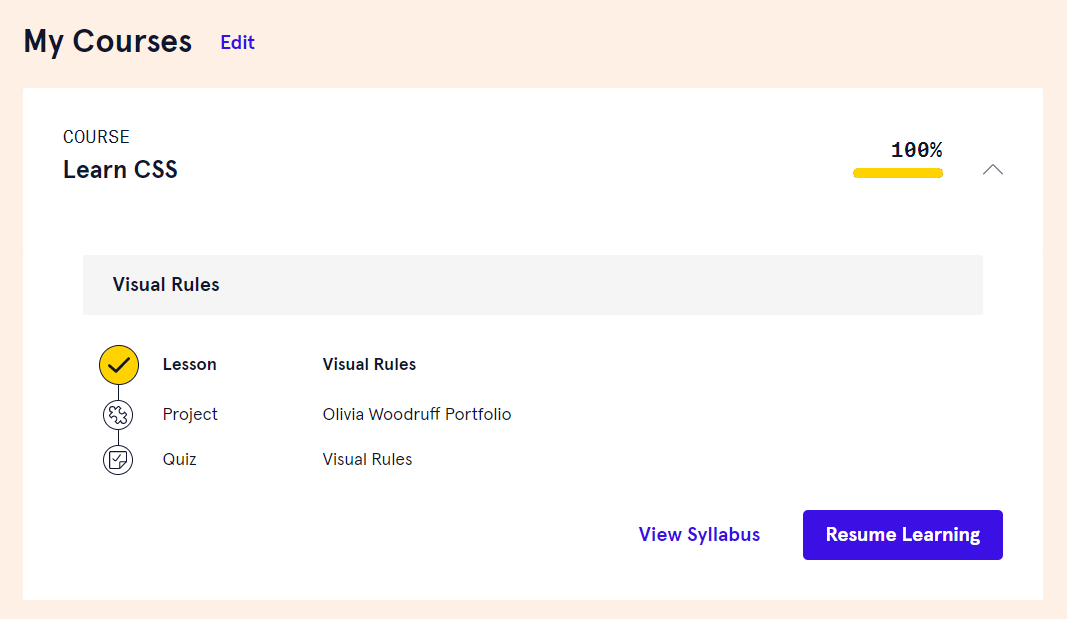 My Courses Edit
COURSE
Learn CSS
100%
Visual Rules
Lesson Visual Rules
Project Olivia Woodruff Portfolio
Quiz Visual Rules
View Syllabus Resume Learning